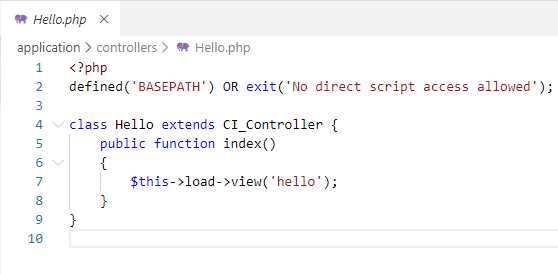 Hello.php ×
application > controllers > Hello.php
1 <?php
2 defined('BASEPATH') OR exit('No direct script access allowed');
3
4 class Hello extends CI_Controller {
5     public function index()
6     {
7         $this->load->view('hello');
8     }
9 }
10